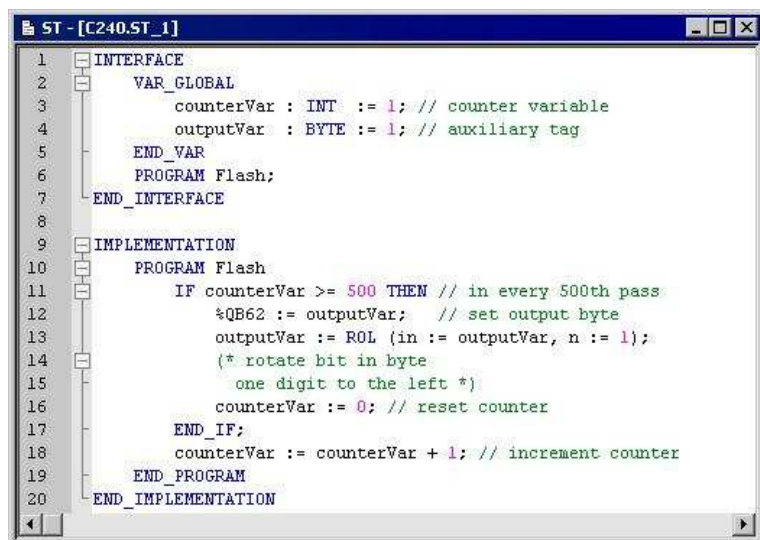 ST - [C240.ST_1]
1 INTERFACE
2 VAR_GLOBAL
3 counterVar : INT := 1; // counter variable
4 outputVar : BYTE := 1; // auxiliary tag
5 END_VAR
6 PROGRAM Flash;
7 END_INTERFACE
8
9 IMPLEMENTATION
10 PROGRAM Flash
11 IF counterVar >= 500 THEN // in every 500th pass
12 %QB62 := outputVar; // set output byte
13 outputVar := ROL (in := outputVar, n := 1);
14 (* rotate bit in byte
15 one digit to the left *)
16 counterVar := 0; // reset counter
17 END_IF;
18 counterVar := counterVar + 1; // increment counter
19 END_PROGRAM
20 END_IMPLEMENTATION